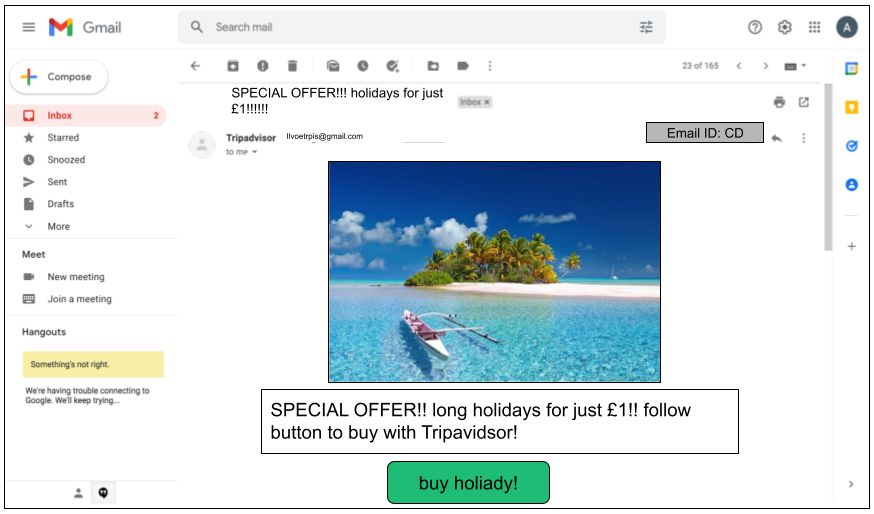 Gmail
Search mail
A
Compose
23 of 165
Inbox 2
Starred
Snoozed
Sent
Drafts
More
SPECIAL OFFER!!! holidays for just
£1!!!!!!
Inbox ×
Tripadvisor llvoetrpis@gmail.com
to me
Email ID: CD
Meet
New meeting
Join a meeting
Hangouts
Something's not right.
We're having trouble connecting to
Google. We'll keep trying...
SPECIAL OFFER!! long holidays for just £1!! follow
button to buy with Tripavidsor!
buy holiady!